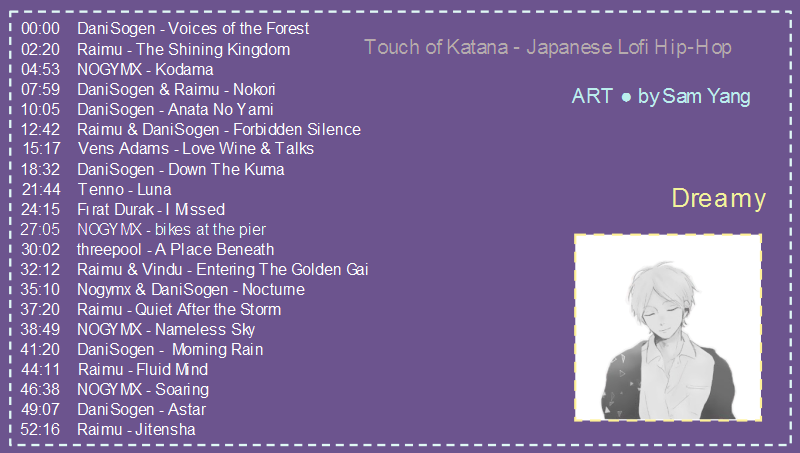 00:00 DaniSogen - Voices of the Forest
02:20 Raimu - The Shining Kingdom
04:53 NOGYMX - Kodama
07:59 DaniSogen & Raimu - Nokori
10:05 DaniSogen - Anata No Yami
12:42 Raimu & DaniSogen - Forbidden Silence
15:17 Vens Adams - Love Wine & Talks
18:32 DaniSogen - Down The Kuma
21:44 Tenno - Luna
24:15 Fırat Durak - I Missed
27:05 NOGYMX - bikes at the pier
30:02 threepool - A Place Beneath
32:12 Raimu & Vindu - Entering The Golden Gai
35:10 Nogymx & DaniSogen - Nocturne
37:20 Raimu - Quiet After the Storm
38:49 NOGYMX - Nameless Sky
41:20 DaniSogen - Morning Rain
44:11 Raimu - Fluid Mind
46:38 NOGYMX - Soaring
49:07 DaniSogen - Astar
52:16 Raimu - Jitensha
Touch of Katana - Japanese Lofi Hip-Hop
ART ● by Sam Yang
Dreamy